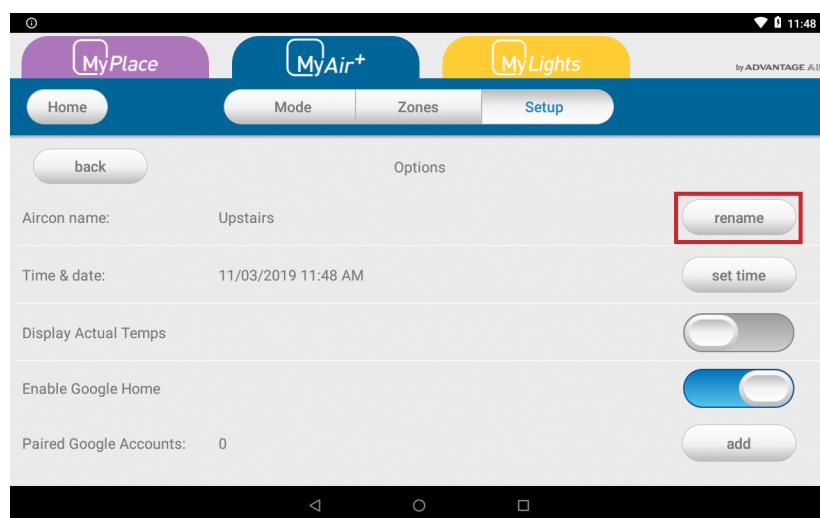 11:48
MyPlace MyAir+ MyLights by ADVANTAGE AI
Home Mode Zones Setup
back Options
Aircon name: Upstairs rename
Time & date: 11/03/2019 11:48 AM set time
Display Actual Temps
Enable Google Home
Paired Google Accounts: 0 add